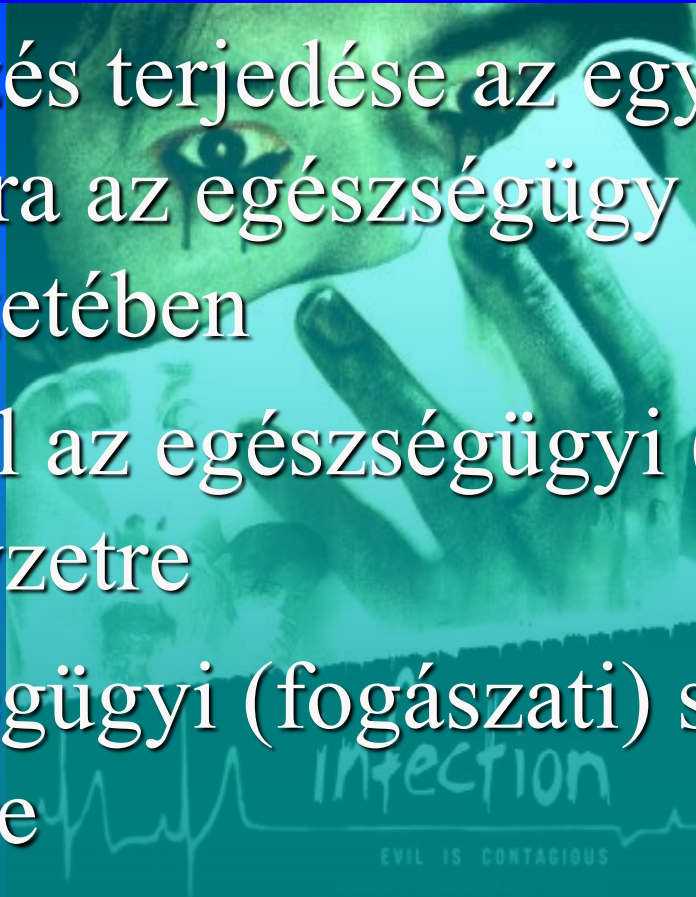 és terjedése az egy
ra az egészségügy
etében
l az egészségügyi
zetre
gügyi (fogászati) s
e
infection
EVIL IS CONTAGIOUS